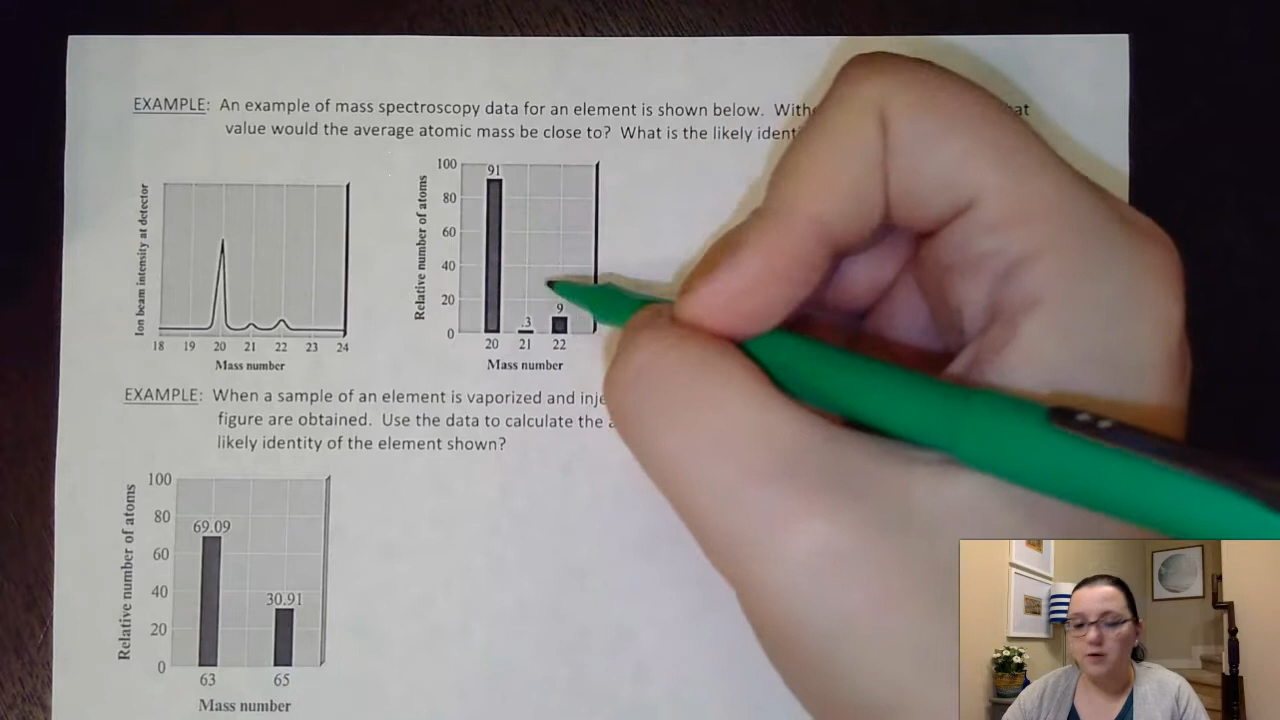 EXAMPLE: An example of mass spectroscopy data for an element is shown below.
value would the average atomic mass be close to? What is the likely
Ion beam intensity at detector
18 19 20 21 22 23 24
Mass number
Relative number of atoms
100
80
60
40
20
0
91
.3
9
20 21 22
Mass number
EXAMPLE: When a sample of an element is vaporized and
figure are obtained. Use the data to calculate the
likely identity of the element shown?
Relative number of atoms
100
80
60
40
20
0
69.09
30.91
63 65
Mass number